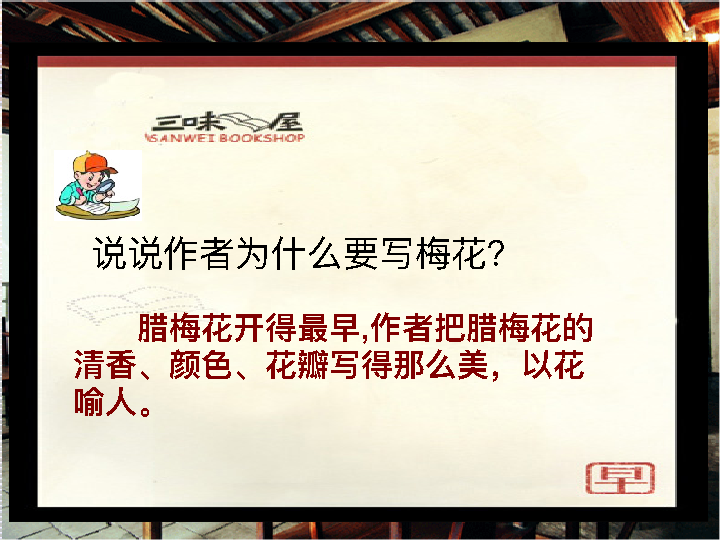 三味书屋
SANWEI BOOKSHOP
说说作者为什么要写梅花?
腊梅花开得最早,作者把腊梅花的
清香、颜色、花瓣写得那么美，以花
喻人。
早